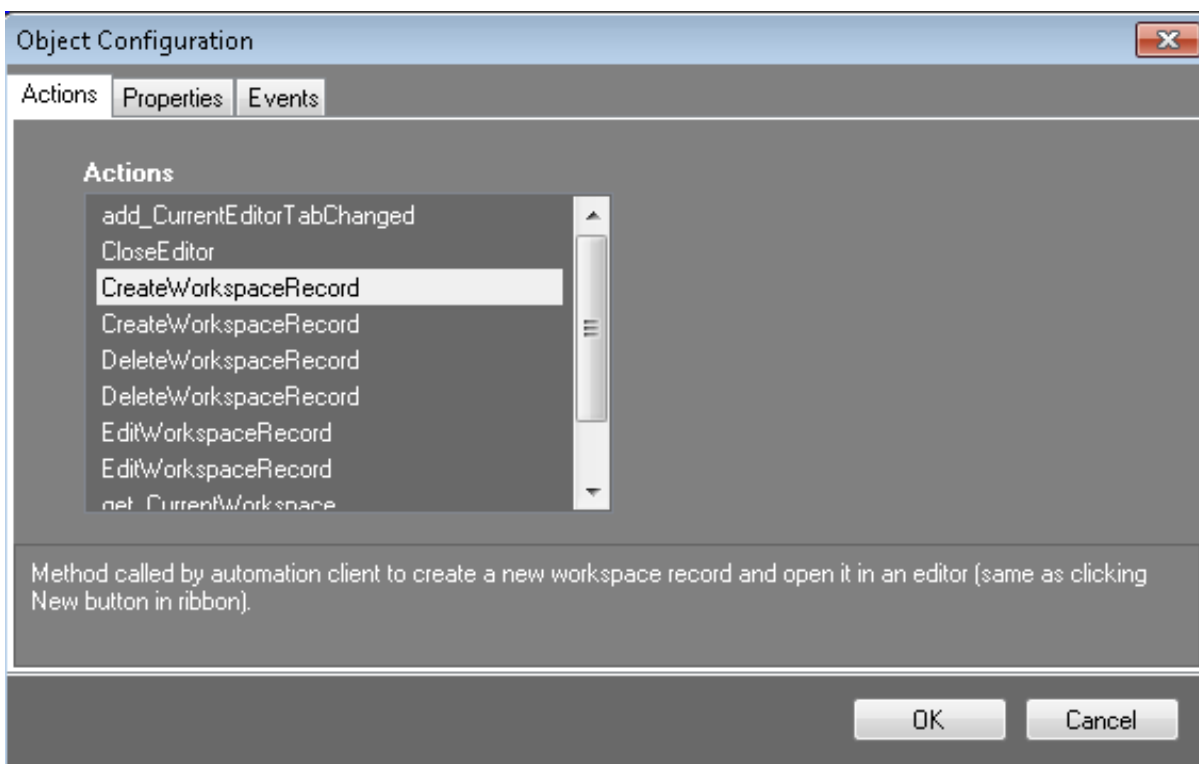 Object Configuration
Actions Properties Events
Actions
add_CurrentEditorTabChanged
CloseEditor
CreateWorkspaceRecord
CreateWorkspaceRecord
DeleteWorkspaceRecord
DeleteWorkspaceRecord
EditWorkspaceRecord
EditWorkspaceRecord
get_CurrentWorkspace
Method called by automation client to create a new workspace record and open it in an editor (same as clicking
New button in ribbon).
OK Cancel